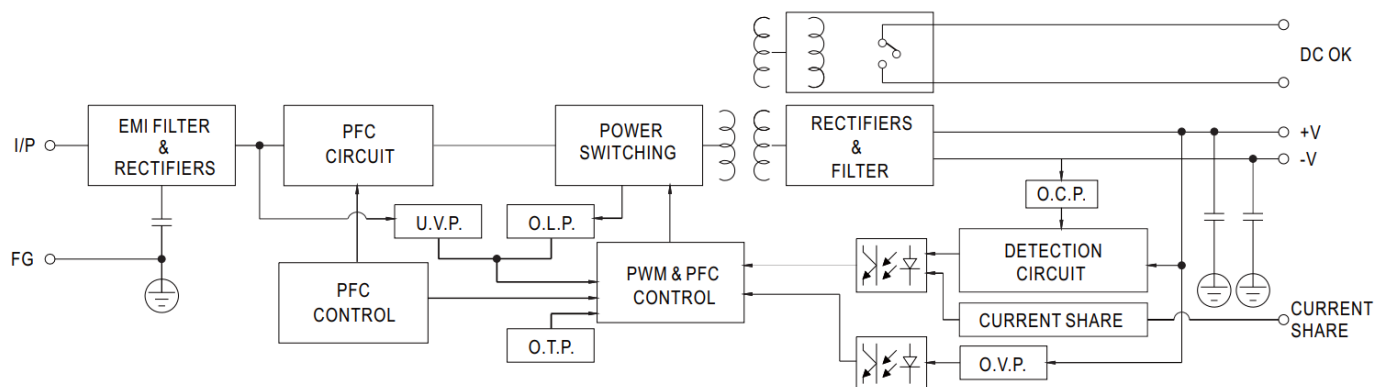 DC OK
I/P
EMI FILTER
&
RECTIFIERS
PFC
CIRCUIT
POWER
SWITCHING
RECTIFIERS
&
FILTER
+V
-V
O.C.P.
U.V.P.
O.L.P.
FG
PFC
CONTROL
PWM & PFC
CONTROL
DETECTION
CIRCUIT
CURRENT SHARE
CURRENT
SHARE
O.T.P.
O.V.P.